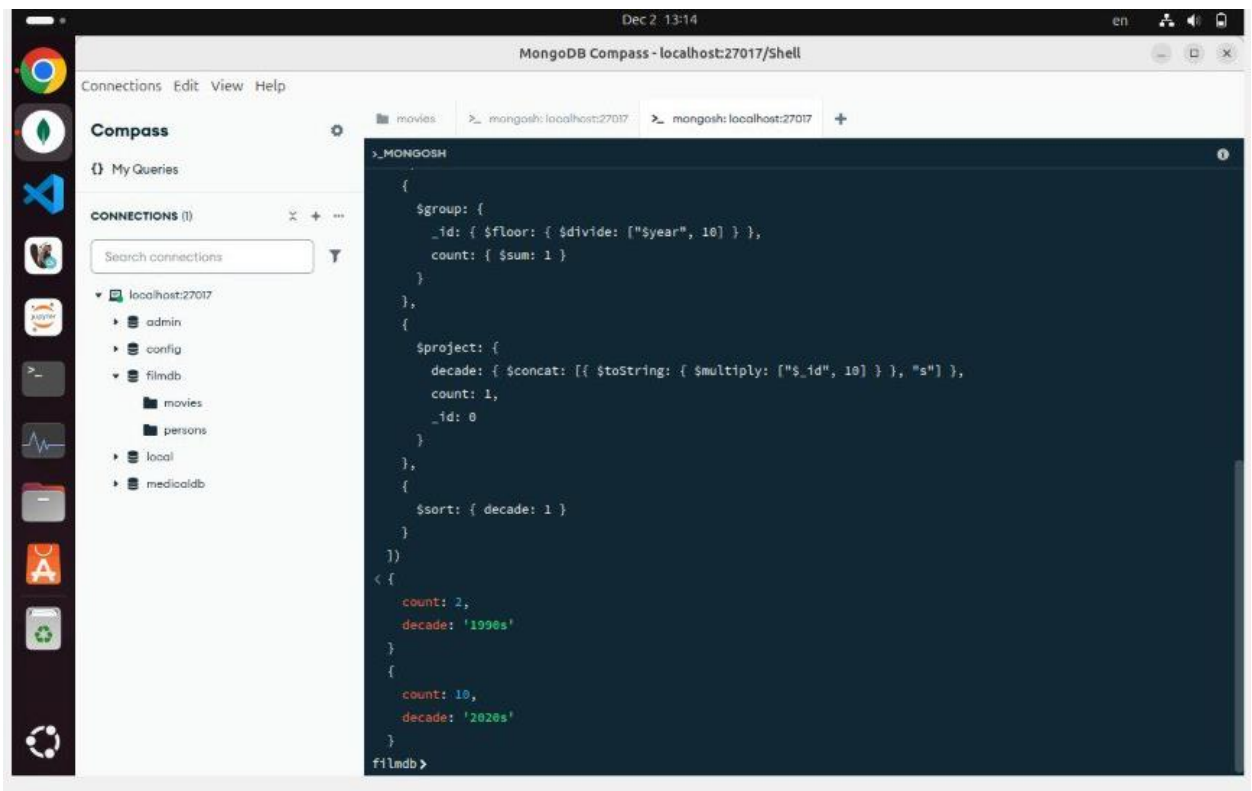 Dec 2 13:14
en
MongoDB Compass - localhost:27017/Shell
Connections Edit View Help
Compass
{} My Queries
CONNECTIONS (1)
Search connections
localhost:27017
admin
config
filmdb
movies
persons
local
medicaldb
movies
>_ mongosh: localhost:27017
>_ mongosh: localhost:27017
>_MONGOSH
{
$group: {
_id: { $floor: { $divide: ["$year", 10] } },
count: { $sum: 1 }
}
},
{
$project: {
decade: { $concat: [{ $toString: { $multiply: ["$_id", 10] } }, "s"] },
count: 1,
_id: 0
}
},
{
$sort: { decade: 1 }
}
])
< {
count: 2,
decade: '1990s'
}
{
count: 10,
decade: '2020s'
}
filmdb>